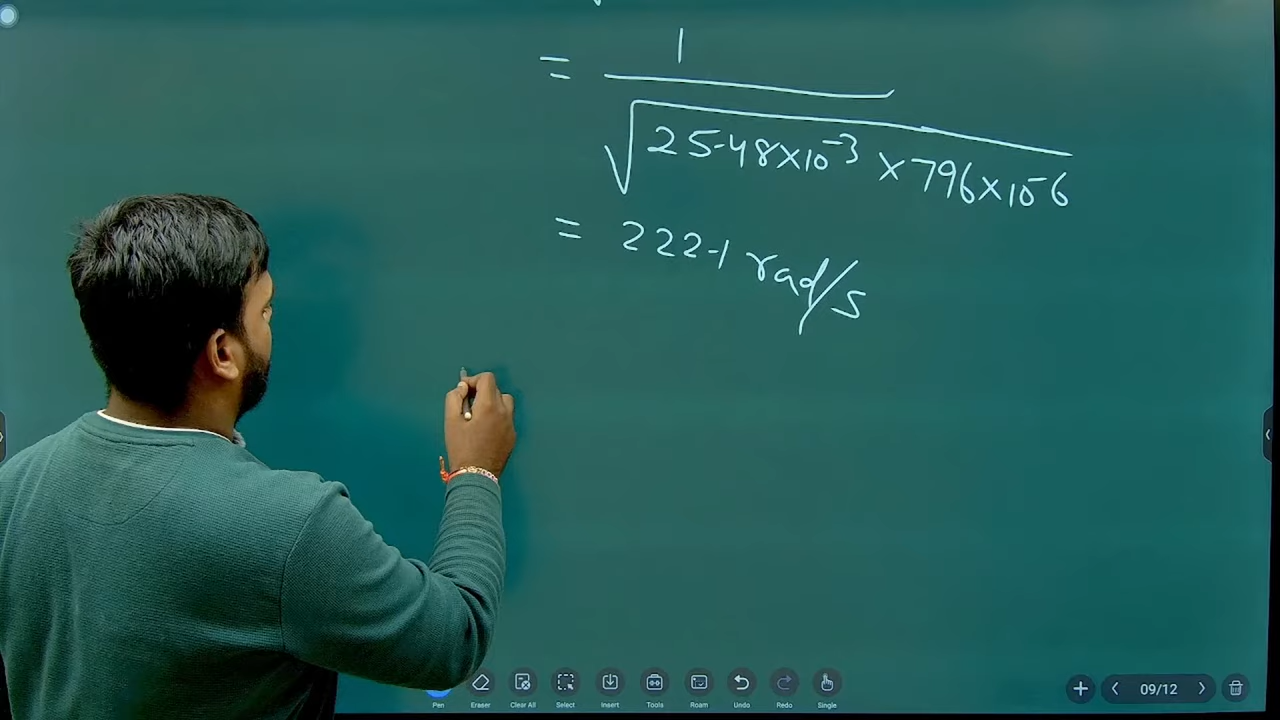 = 1
√25.48×10⁻³ × 796×10⁻⁶
= 222.1 rad/s
Pen Eraser Clear All Select Insert Tools Roam Undo Redo Single
09/12